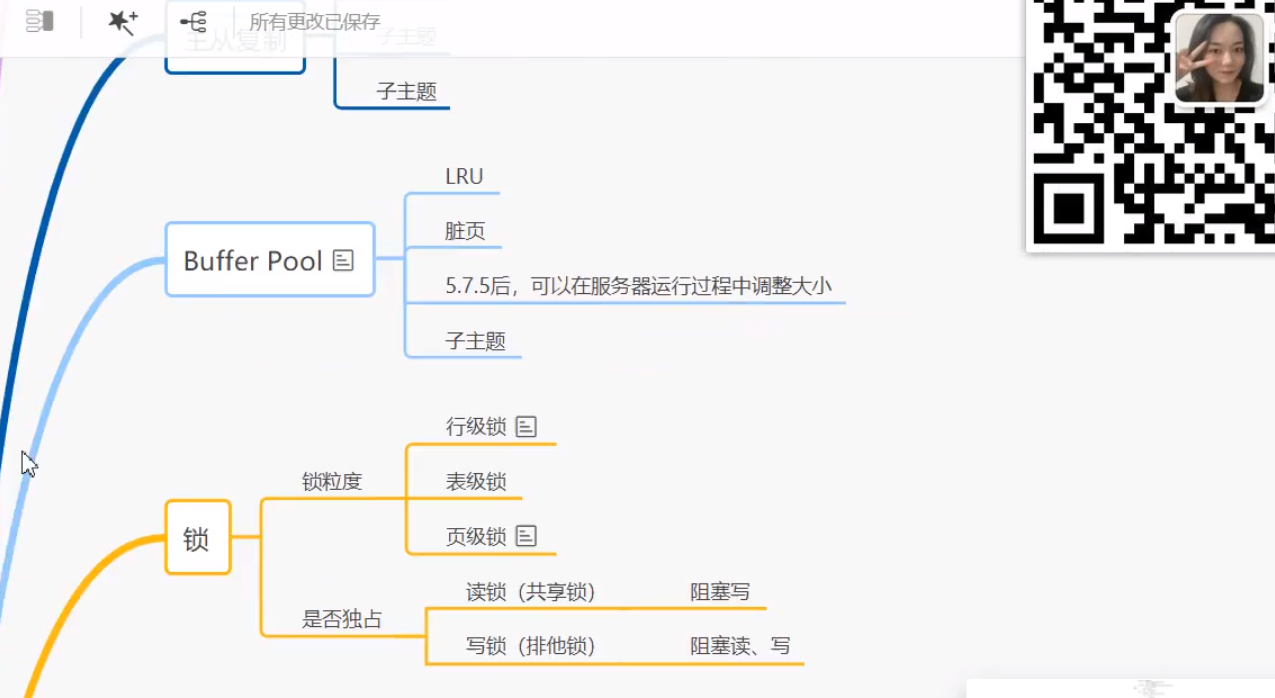 所有更改已保存
主从复制
子主题
子主题
Buffer Pool
LRU
脏页
5.7.5后，可以在服务器运行过程中调整大小
子主题
锁
锁粒度
行级锁
表级锁
页级锁
是否独占
读锁（共享锁） 阻塞写
写锁（排他锁） 阻塞读、写